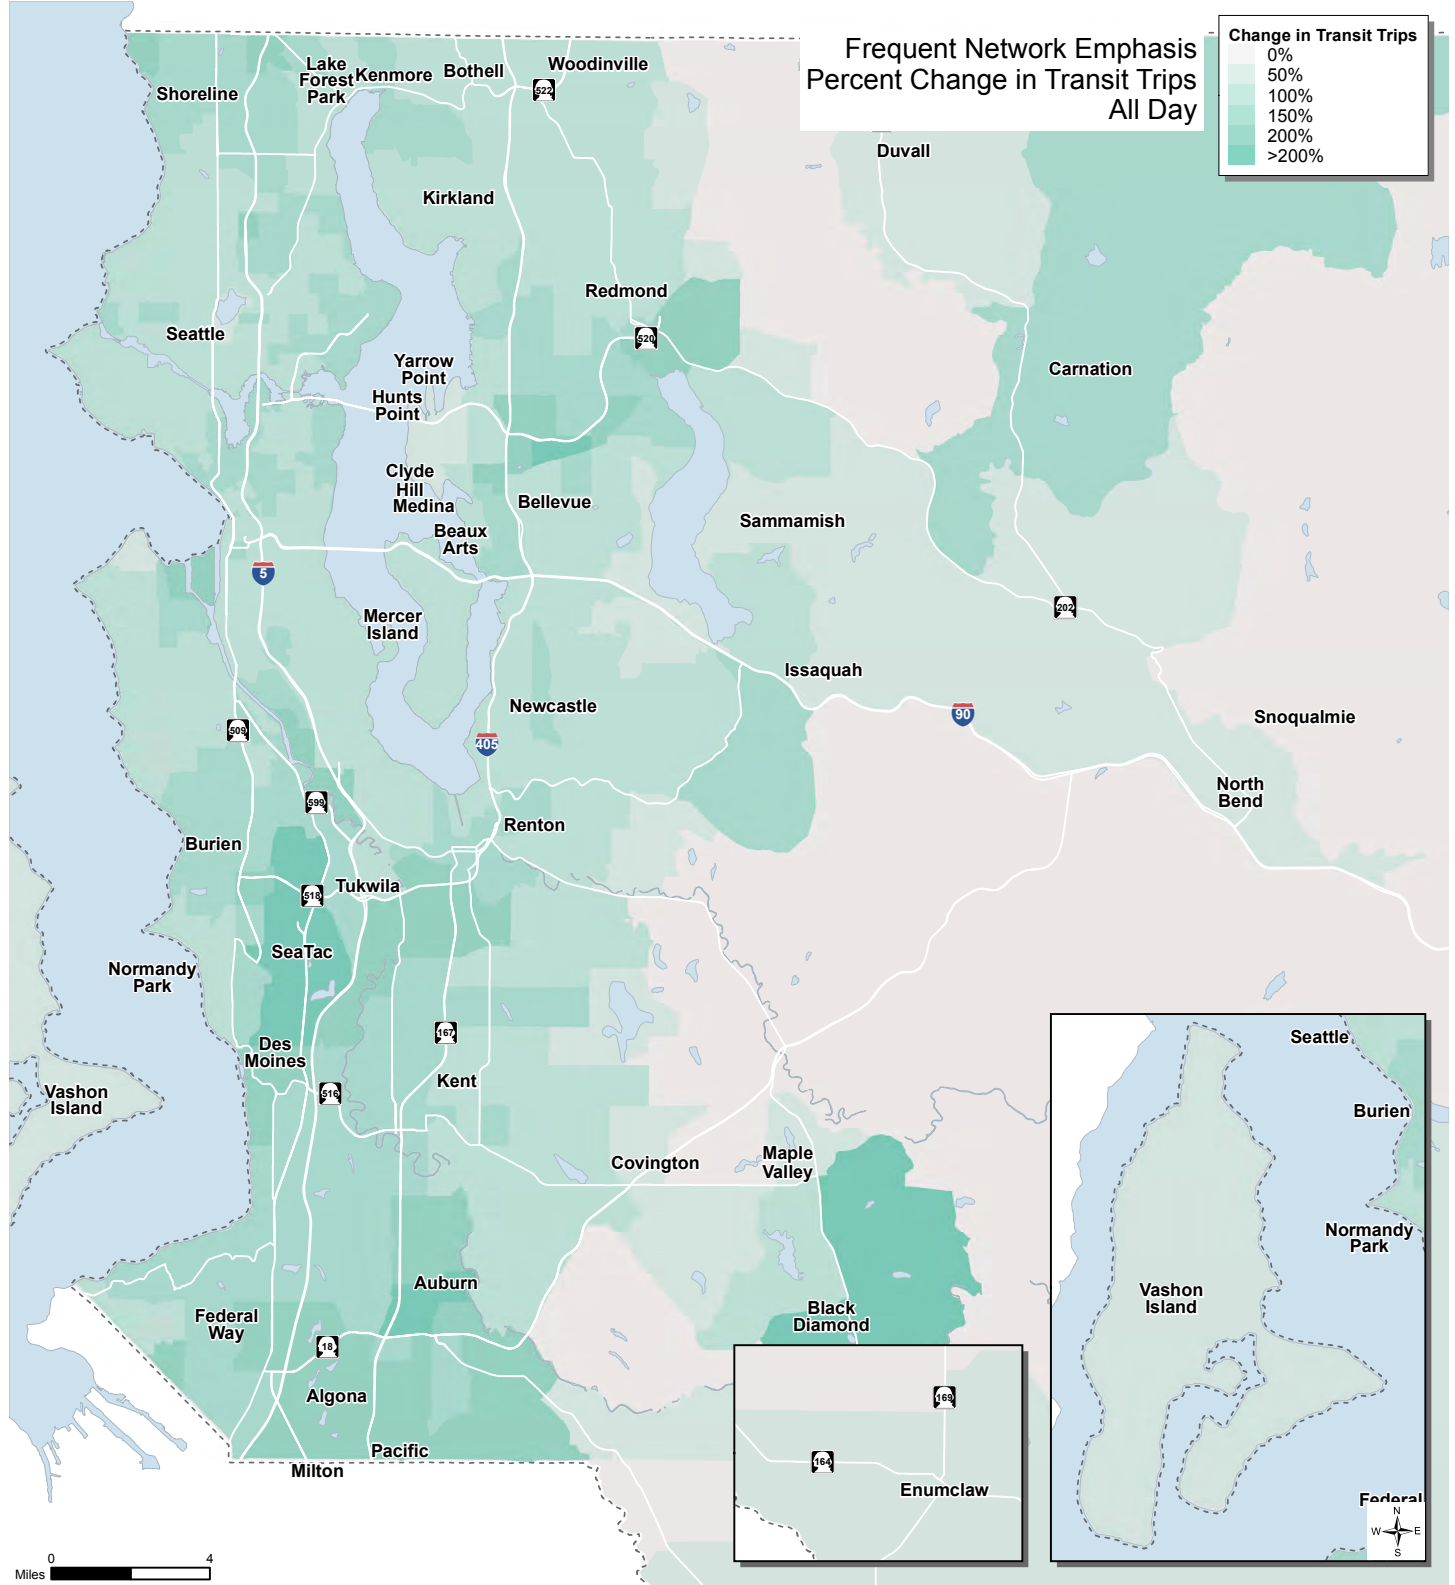 Frequent Network Emphasis
Percent Change in Transit Trips
All Day
Change in Transit Trips
0%
50%
100%
150%
200%
>200%
Shoreline
Lake
Forest
Park
Kenmore
Bothell
Woodinville
522
Duvall
Kirkland
Redmond
520
Seattle
Yarrow
Point
Hunts
Point
Carnation
Clyde
Hill
Medina
Beaux
Arts
Bellevue
Sammamish
5
202
Mercer
Island
Issaquah
Newcastle
90
Snoqualmie
509
405
North
Bend
599
Renton
Burien
Tukwila
518
SeaTac
Normandy
Park
167
Des
Moines
Kent
516
Vashon
Island
Covington
Maple
Valley
Auburn
Federal
Way
Black
Diamond
18
Algona
Pacific
Milton
169
164
Enumclaw
Seattle
Burien
Normandy
Park
Vashon
Island
Federal
N
W E
S
0 4
Miles